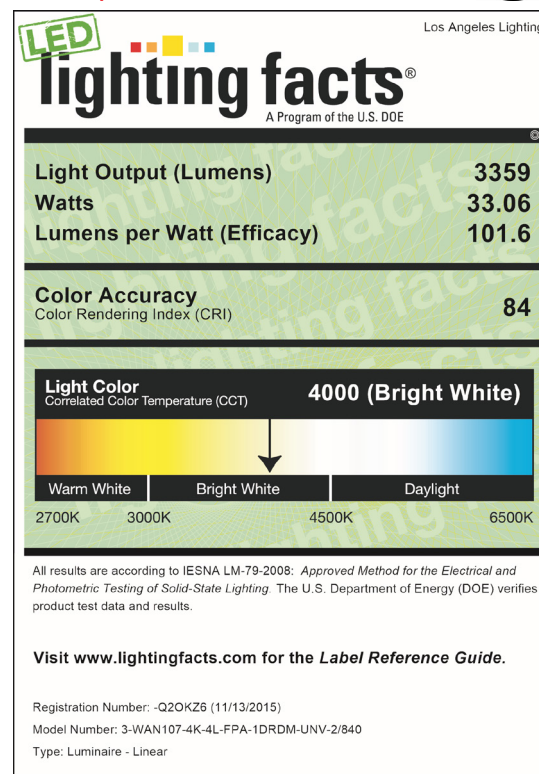 Los Angeles Lighting
LED
lighting facts®
A Program of the U.S. DOE
©
Light Output (Lumens) 3359
Watts 33.06
Lumens per Watt (Efficacy) 101.6
Color Accuracy
Color Rendering Index (CRI) 84
Light Color
Correlated Color Temperature (CCT) 4000 (Bright White)
Warm White Bright White Daylight
2700K 3000K 4500K 6500K
All results are according to IESNA LM-79-2008: Approved Method for the Electrical and
Photometric Testing of Solid-State Lighting. The U.S. Department of Energy (DOE) verifies
product test data and results.
Visit www.lightingfacts.com for the Label Reference Guide.
Registration Number: -Q2OKZ6 (11/13/2015)
Model Number: 3-WAN107-4K-4L-FPA-1DRDM-UNV-2/840
Type: Luminaire - Linear